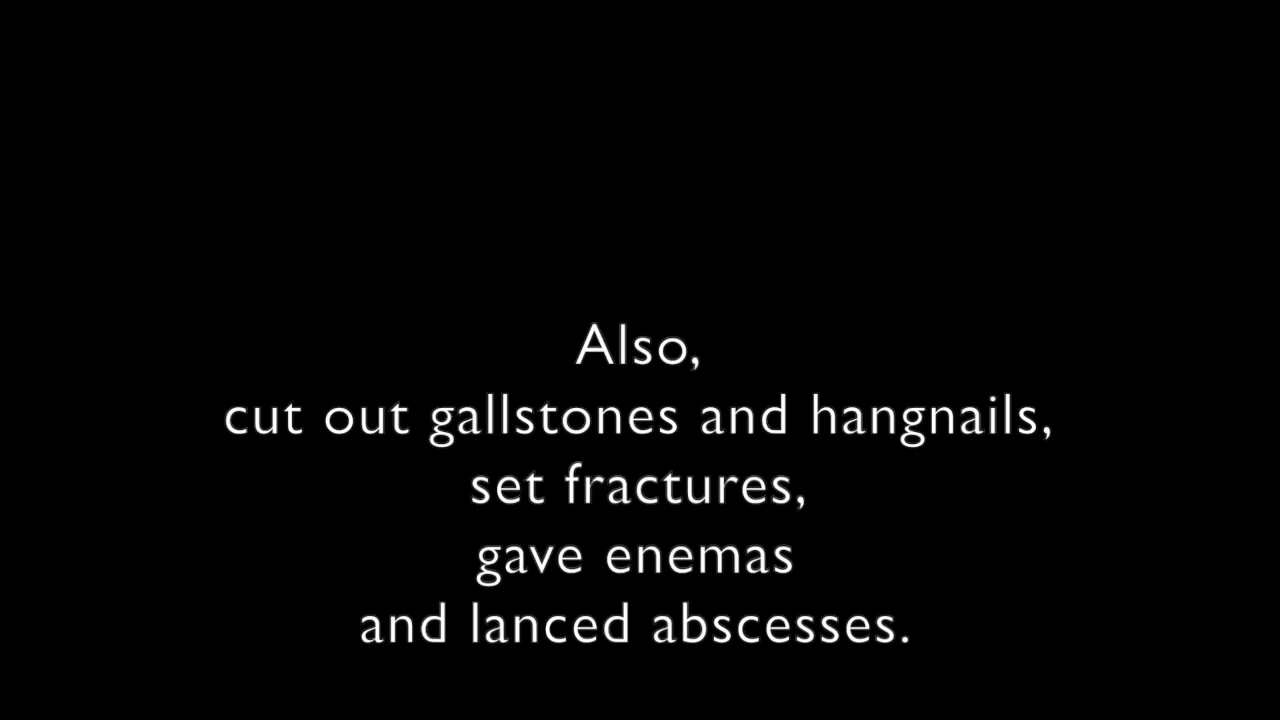 Also,
cut out gallstones and hangnails,
set fractures,
gave enemas
and lanced abscesses.